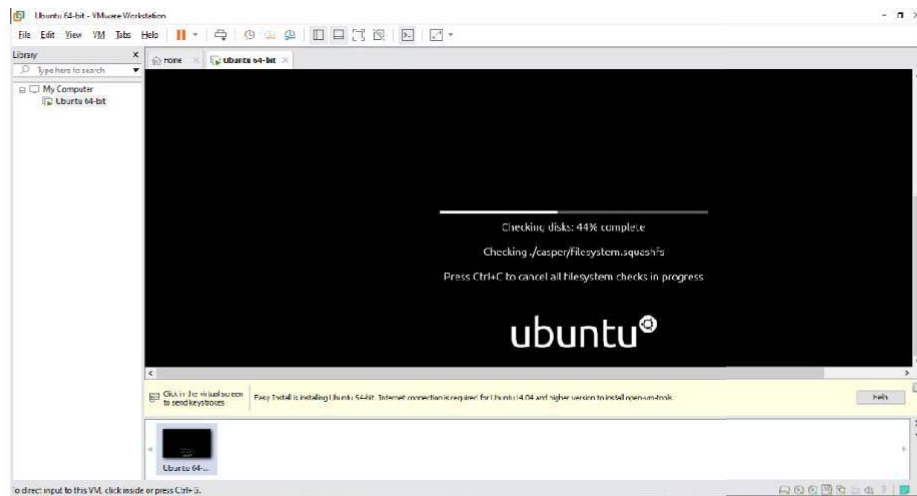 Ubuntu 64-bit - VMware Workstation
File Edit View VM Tabs Help
Library
Type here to search
My Computer
Ubuntu 64-bit
Home
Ubuntu 64-bit
Checking disks: 44% complete
Checking ./casper/filesystem.squashfs
Press Ctrl+C to cancel all filesystem checks in progress
ubuntu
Click in the virtual screen
to send keystrokes
Easy Install is installing Ubuntu 64-bit. Internet connection is required for Ubuntu 14.04 and higher version to install open-vm-tools.
Help
Ubuntu 64-...
To direct input to this VM, click inside or press Ctrl+G.